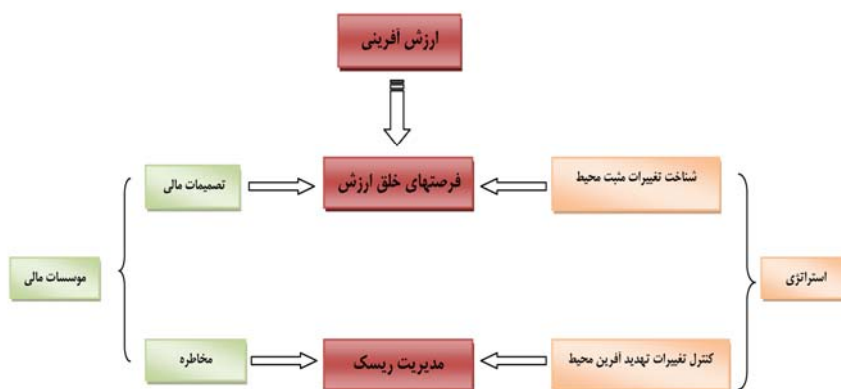 ارزش آفرینی
شناخت تغییرات مثبت محیط
فرصتهای خلق ارزش
تصمیمات مالی
استراتژی
موسسات مالی
کنترل تغییرات تهدید آفرین محیط
مدیریت ریسک
مخاطره